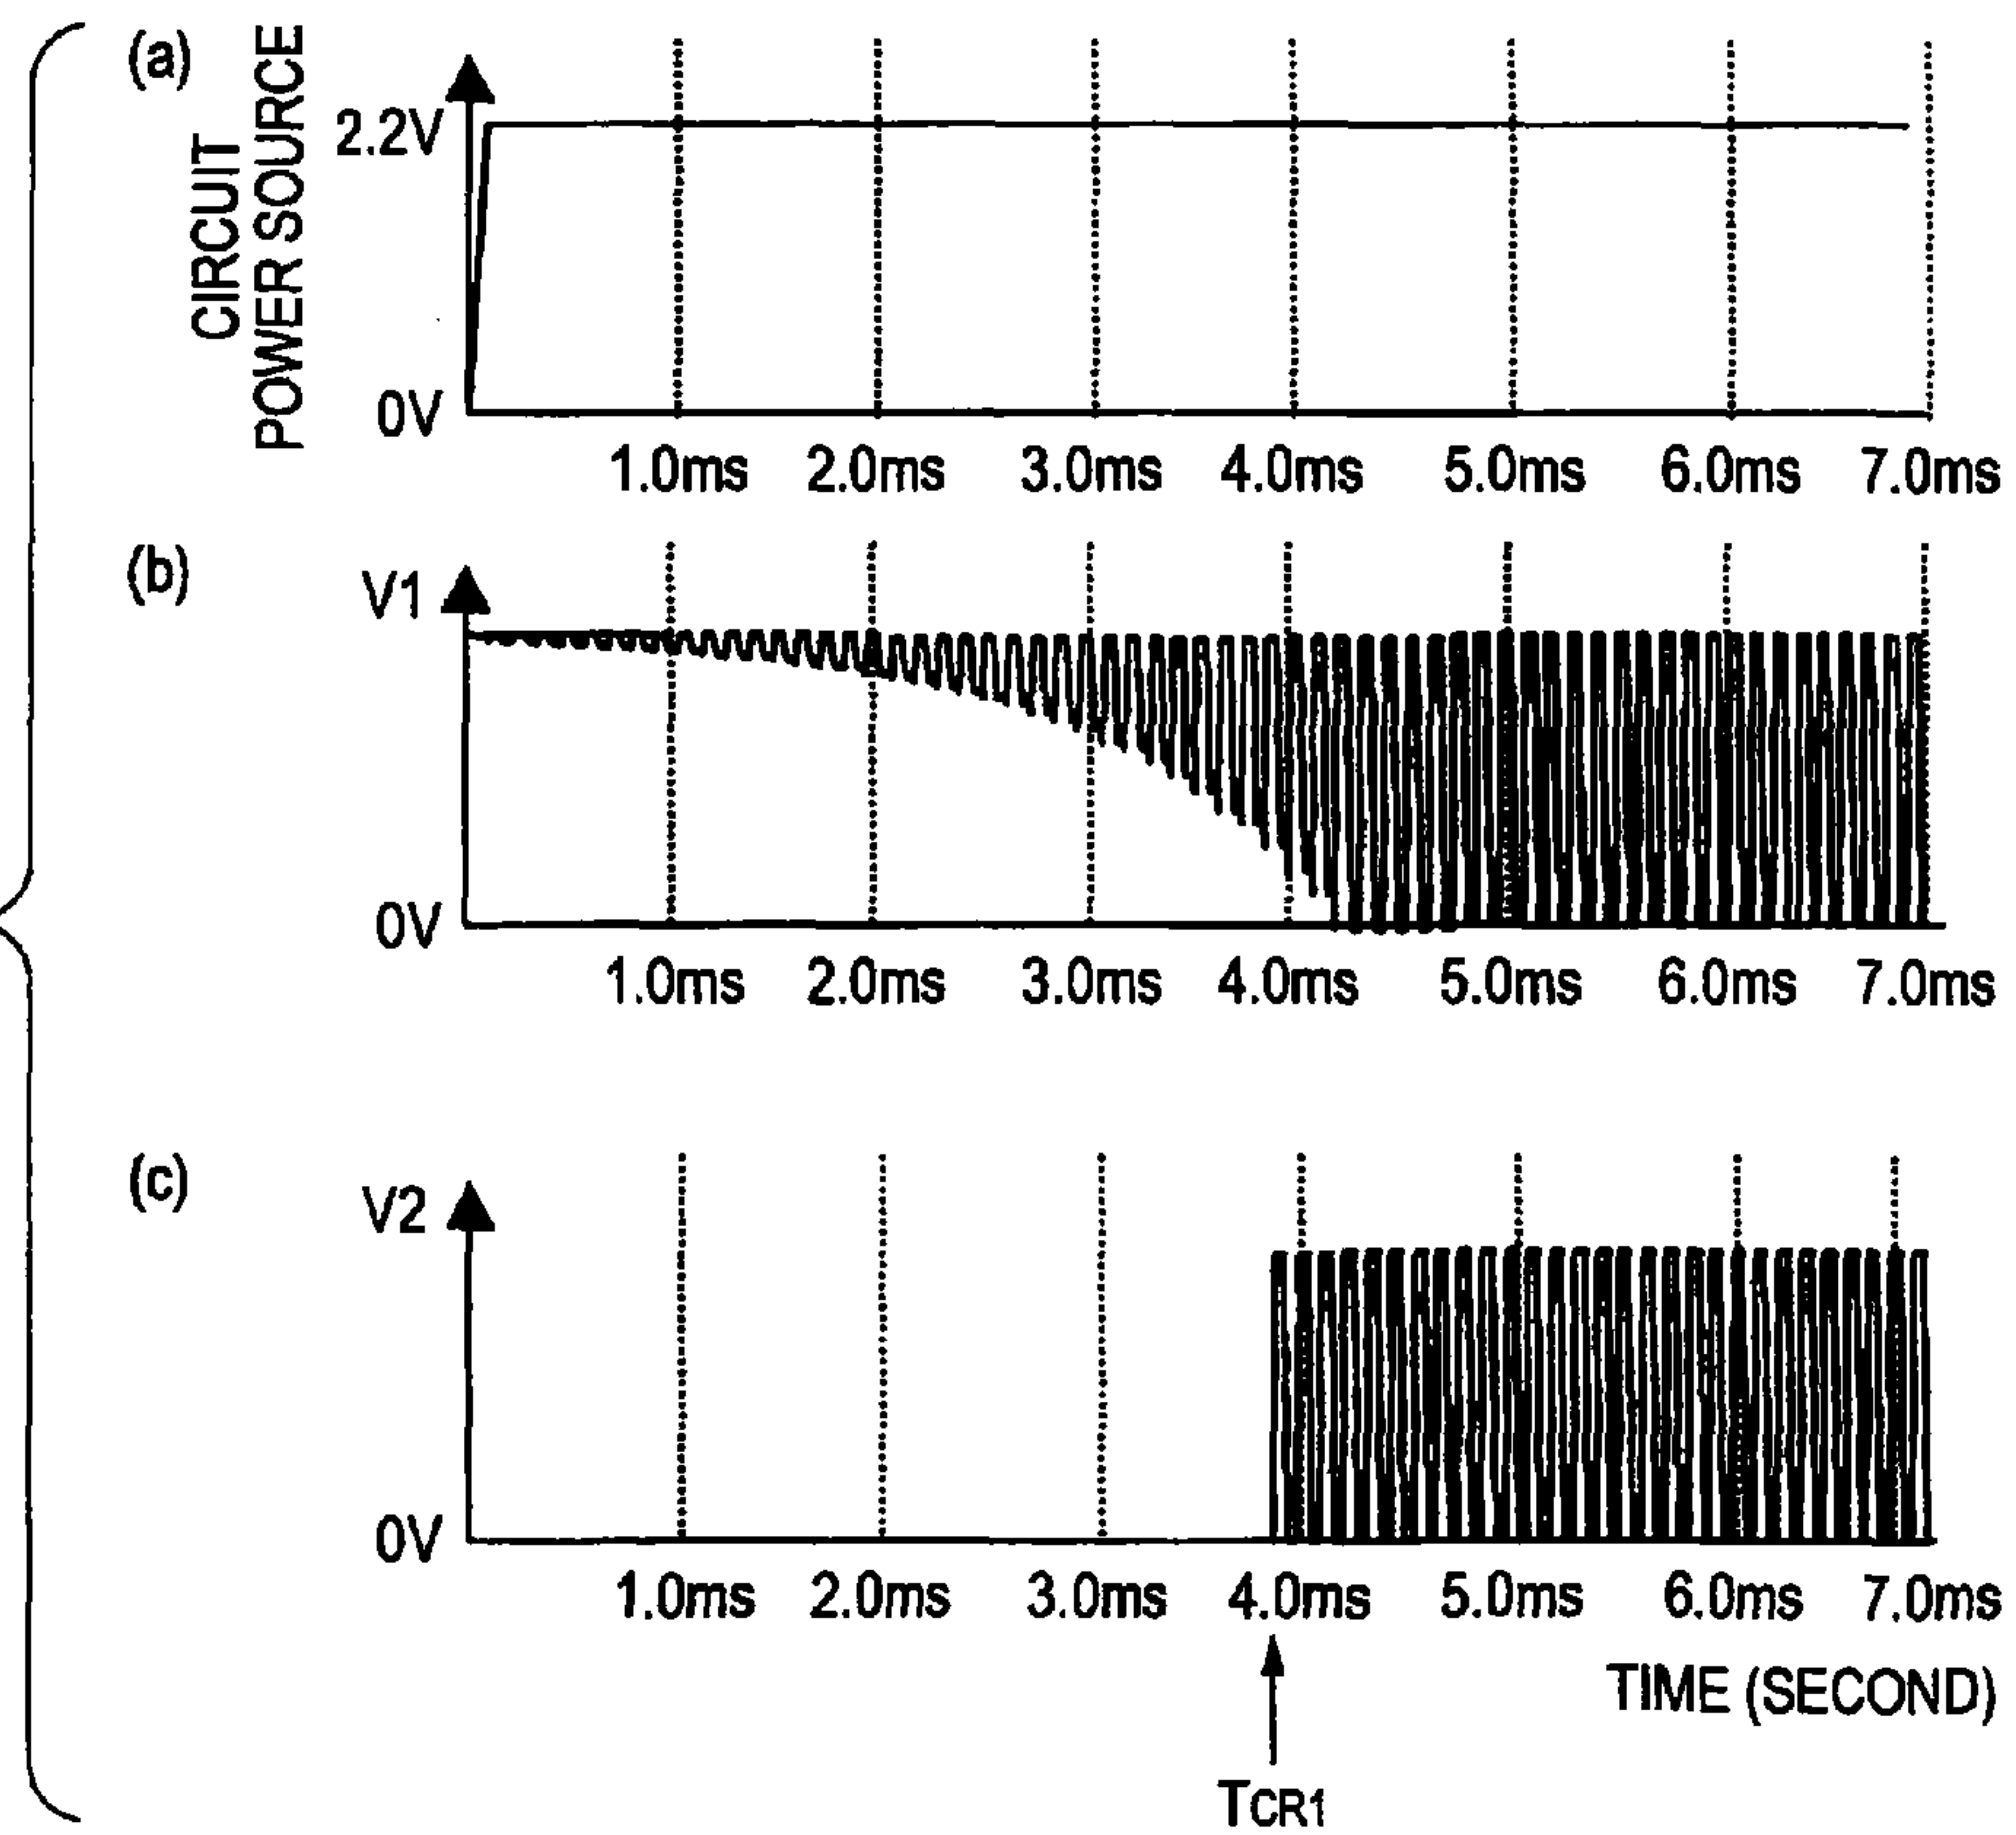 (a)
CIRCUIT
POWER SOURCE
2.2V
0V
1.0ms 2.0ms 3.0ms 4.0ms 5.0ms 6.0ms 7.0ms
(b)
V1
0V
1.0ms 2.0ms 3.0ms 4.0ms 5.0ms 6.0ms 7.0ms
(c)
V2
0V
1.0ms 2.0ms 3.0ms 4.0ms 5.0ms 6.0ms 7.0ms
TIME (SECOND)
TCR1